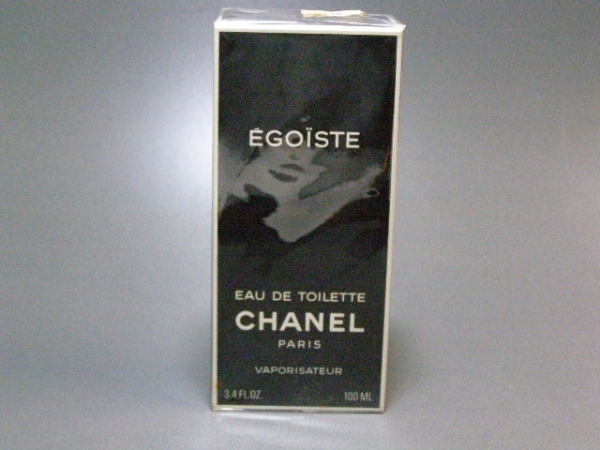 ÉGOÏSTE
EAU DE TOILETTE
CHANEL
PARIS
VAPORISATEUR
3.4 FL.OZ. 100 ML